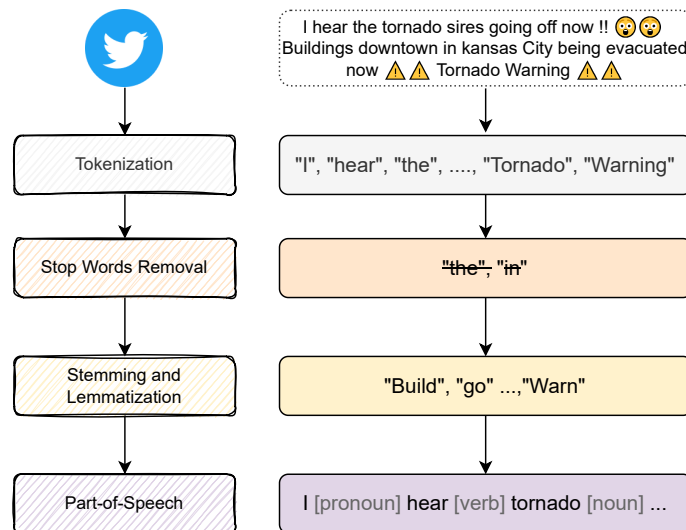 I hear the tornado sires going off now !! 😲😲
Buildings downtown in kansas City being evacuated
now ⚠️ ⚠️ Tornado Warning ⚠️ ⚠️
Tokenization
"I", "hear", "the", ...., "Tornado", "Warning"
Stop Words Removal
"the", "in"
Stemming and
Lemmatization
"Build", "go" ...,"Warn"
Part-of-Speech
I [pronoun] hear [verb] tornado [noun] ...